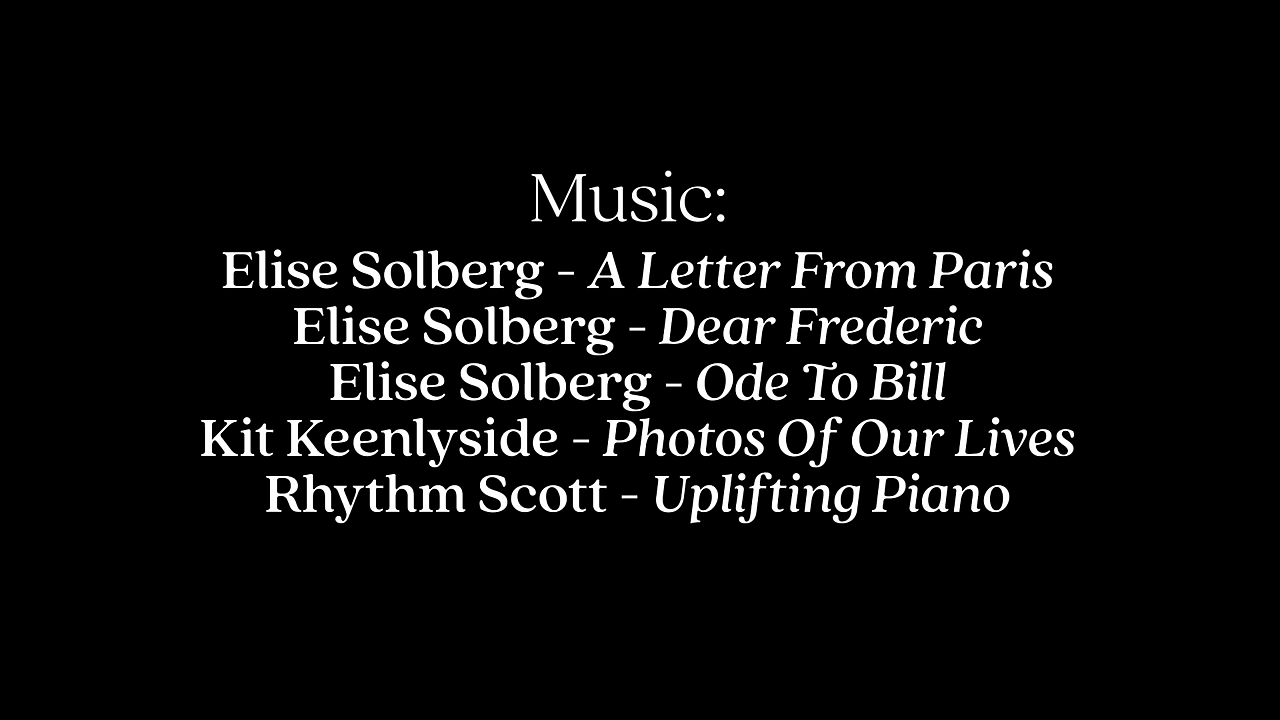 Music:
Elise Solberg - A Letter From Paris
Elise Solberg - Dear Frederic
Elise Solberg - Ode To Bill
Kit Keenlyside - Photos Of Our Lives
Rhythm Scott - Uplifting Piano